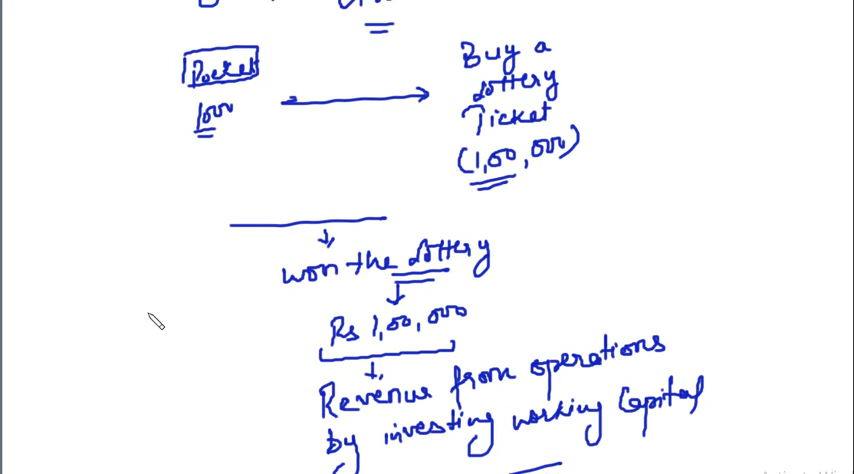 Pocket
1000
Buy a
Lottery
Ticket
(1,00,000)
won the Lottery
Rs 1,00,000
Revenue from operations
by investing working Capital